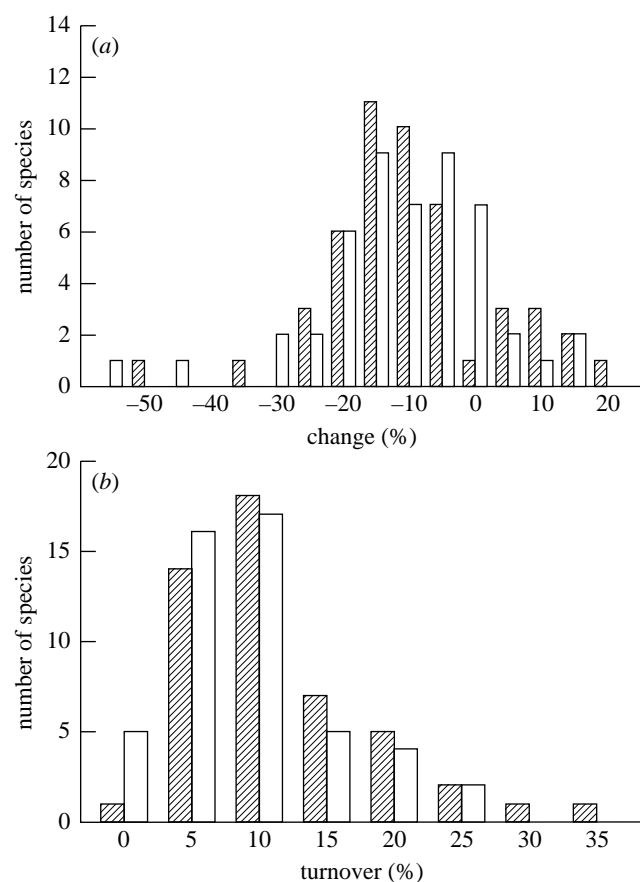 (a)
14
12
10
8
6
4
2
0
number of species
–50 –40 –30 –20 –10 0 10 20
change (%)
(b)
20
15
10
5
0
number of species
0 5 10 15 20 25 30 35
turnover (%)